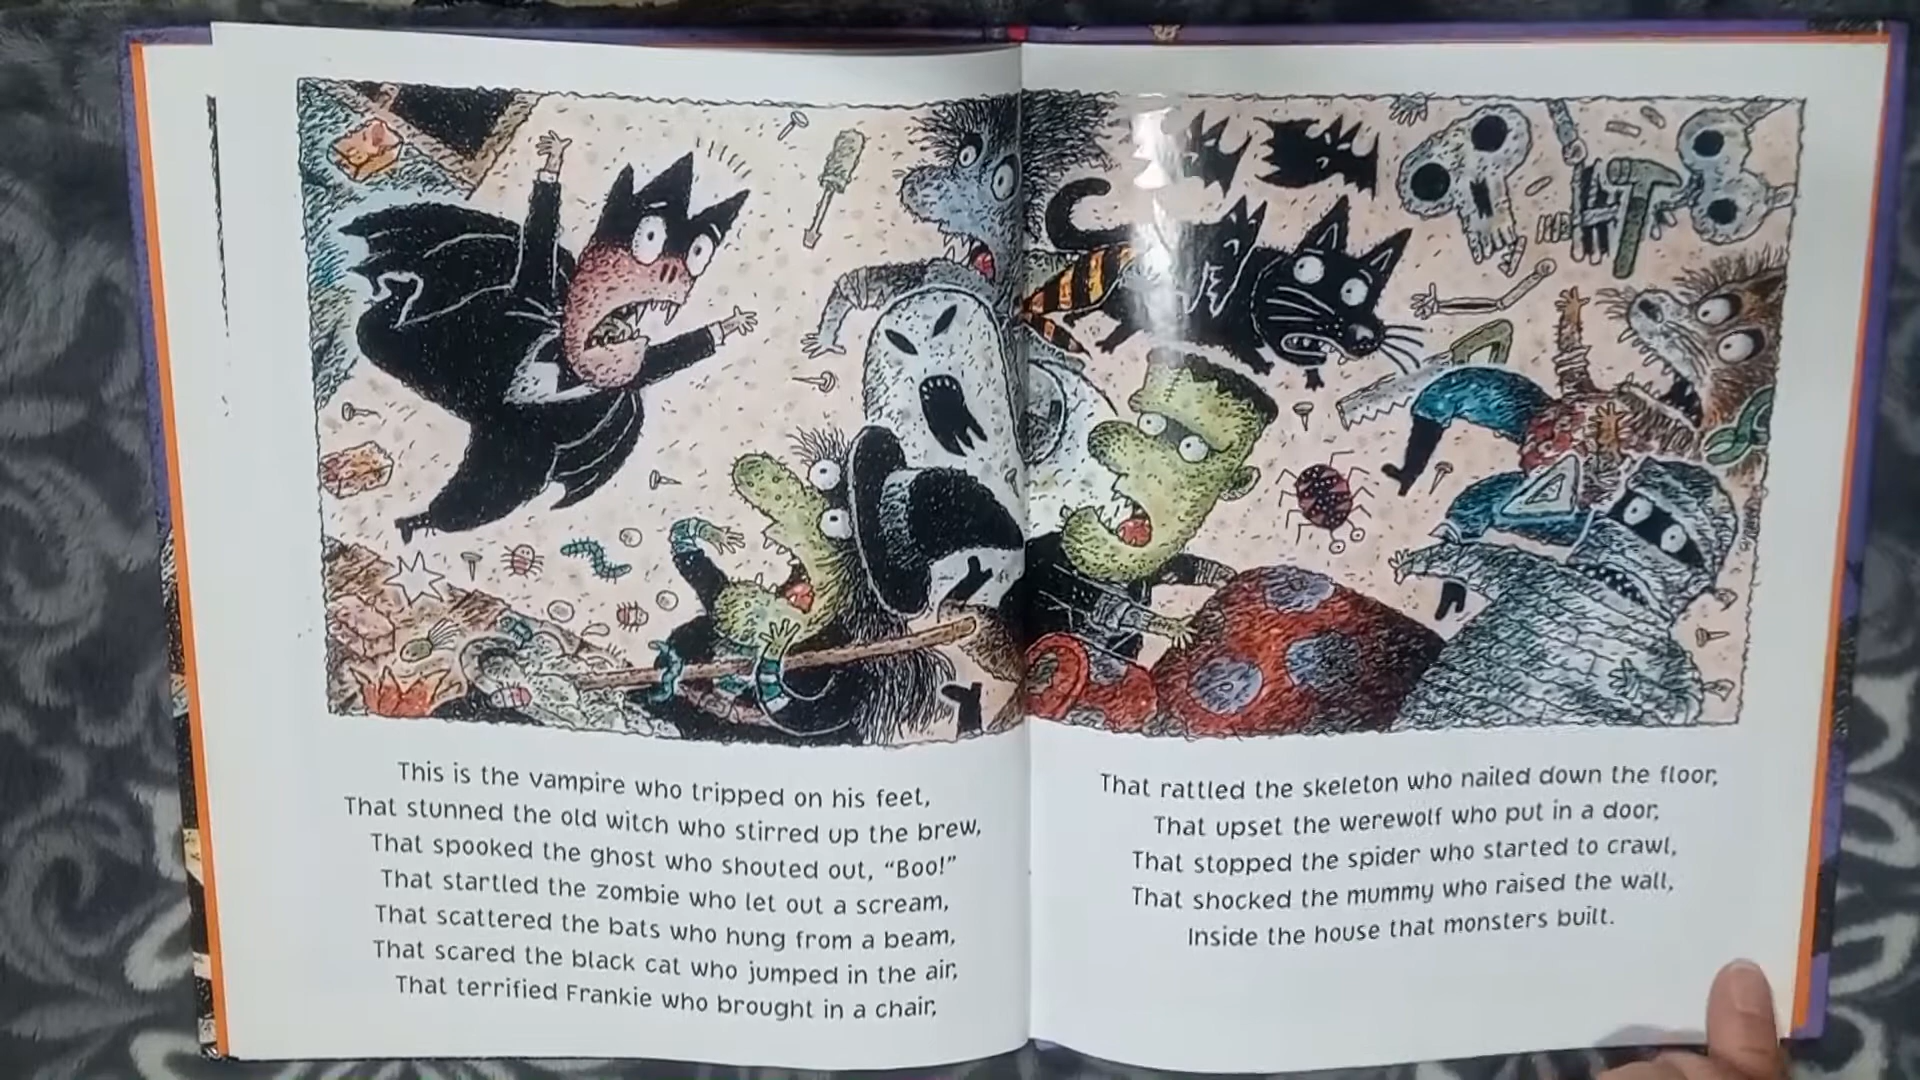 This is the vampire who tripped on his feet,
That stunned the old witch who stirred up the brew,
That spooked the ghost who shouted out, “Boo!”
That startled the zombie who let out a scream,
That scattered the bats who hung from a beam,
That scared the black cat who jumped in the air,
That terrified Frankie who brought in a chair,
That rattled the skeleton who nailed down the floor,
That upset the werewolf who put in a door,
That stopped the spider who started to crawl,
That shocked the mummy who raised the wall,
Inside the house that monsters built.